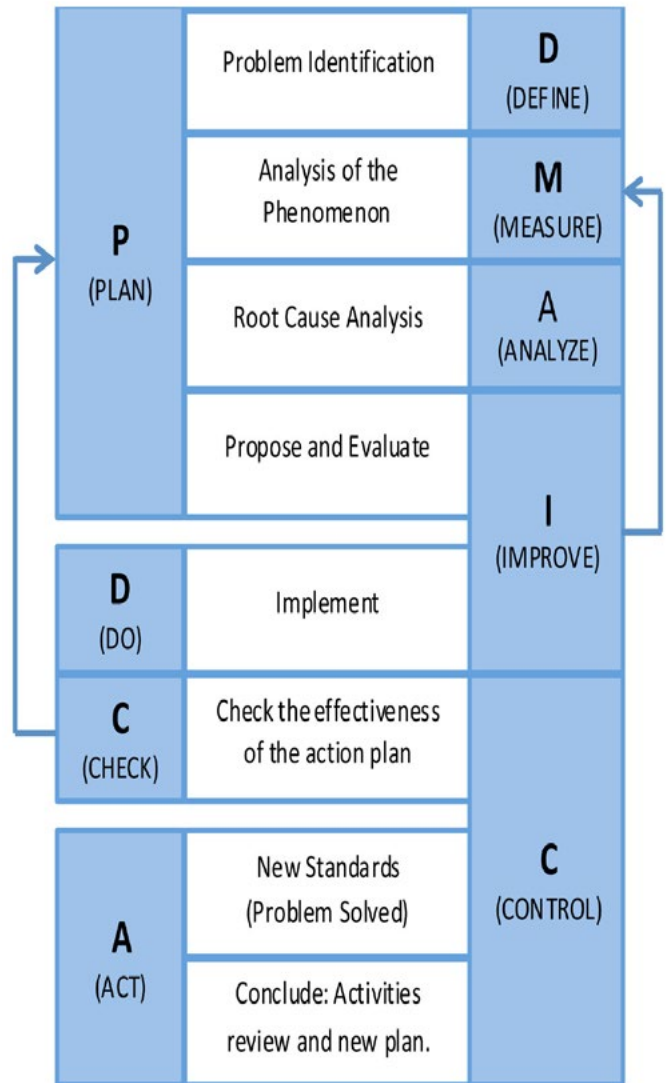 Problem Identification
D
(DEFINE)
Analysis of the
Phenomenon
M
(MEASURE)
P
(PLAN)
Root Cause Analysis
A
(ANALYZE)
Propose and Evaluate
I
(IMPROVE)
D
(DO)
Implement
C
(CHECK)
Check the effectiveness
of the action plan
C
(CONTROL)
A
(ACT)
New Standards
(Problem Solved)
Conclude: Activities
review and new plan.